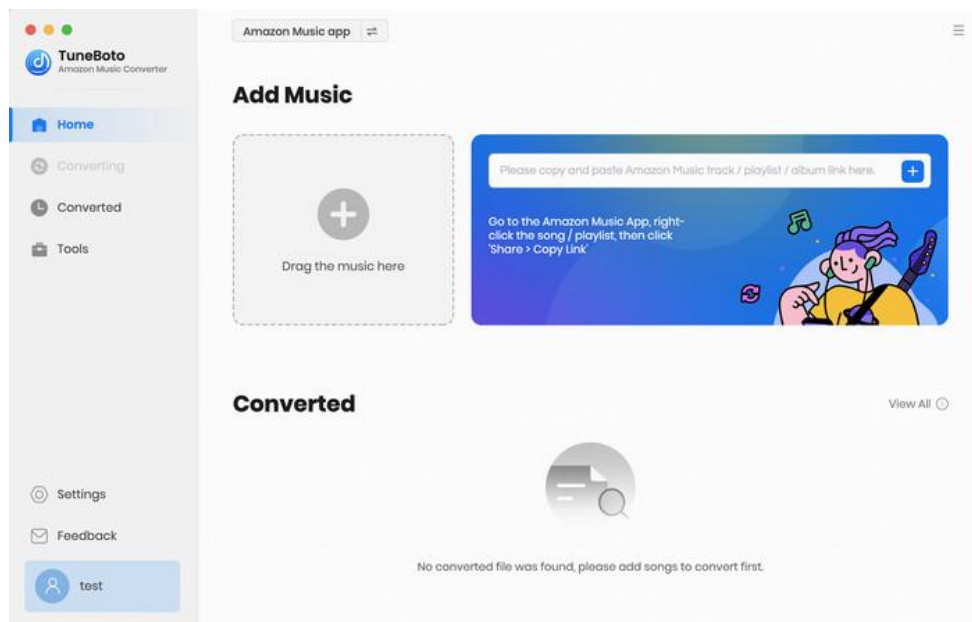 TuneBoto
Amazon Music Converter
Home
Converting
Converted
Tools
Settings
Feedback
test
Amazon Music app
Add Music
Drag the music here
Please copy and paste Amazon Music track / playlist / album link here.
Go to the Amazon Music App, right-
click the song / playlist, then click
'Share > Copy Link'
Converted
View All
No converted file was found, please add songs to convert first.